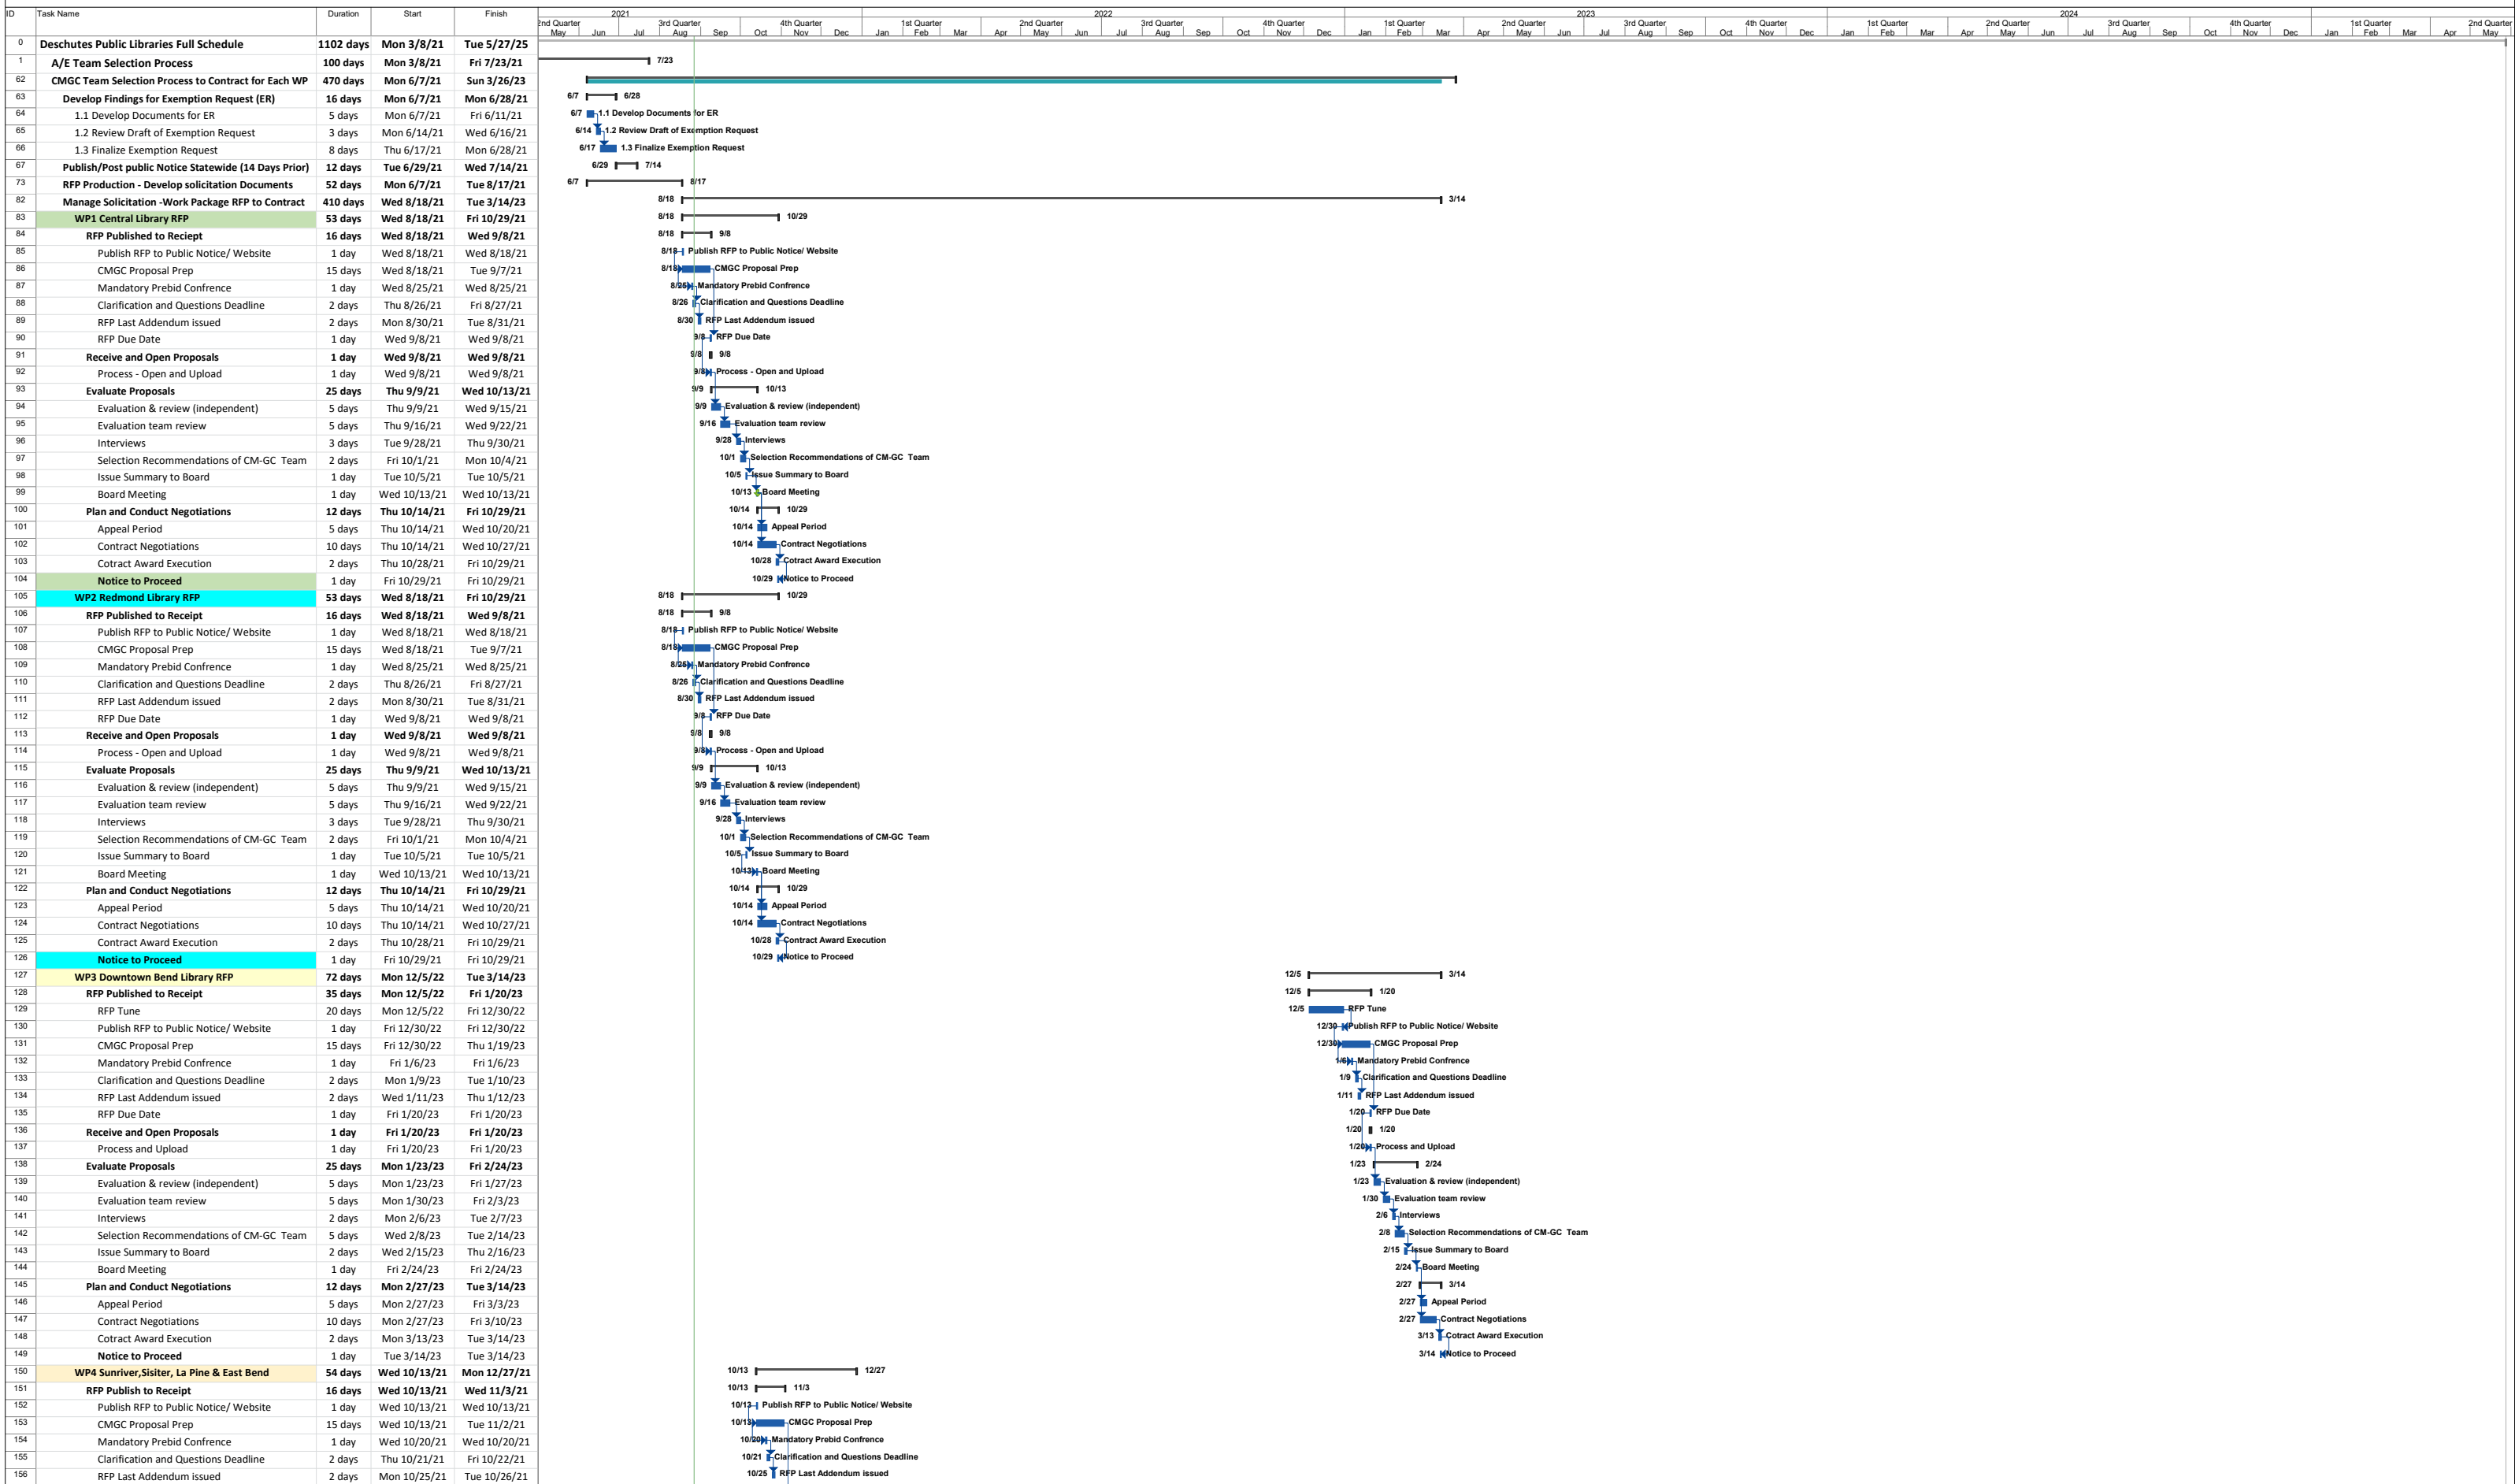 ID Task Name Duration Start Finish 2021 2022 2023 2024
2nd Quarter 3rd Quarter 4th Quarter 1st Quarter 2nd Quarter 3rd Quarter 4th Quarter 1st Quarter 2nd Quarter 3rd Quarter 4th Quarter 1st Quarter 2nd Quarter 3rd Quarter 4th Quarter 1st Quarter 2nd Quarter
May Jun Jul Aug Sep Oct Nov Dec Jan Feb Mar Apr May Jun Jul Aug Sep Oct Nov Dec Jan Feb Mar Apr May Jun Jul Aug Sep Oct Nov Dec Jan Feb Mar Apr May Jun Jul Aug Sep Oct Nov Dec Jan Feb Mar Apr May
0 Deschutes Public Libraries Full Schedule 1102 days Mon 3/8/21 Tue 5/27/25
1 A/E Team Selection Process 100 days Mon 3/8/21 Fri 7/23/21 7/23
62 CMGC Team Selection Process to Contract for Each WP 470 days Mon 6/7/21 Sun 3/26/23
63 Develop Findings for Exemption Request (ER) 16 days Mon 6/7/21 Mon 6/28/21 6/7 6/28
64 1.1 Develop Documents for ER 5 days Mon 6/7/21 Fri 6/11/21 6/7 1.1 Develop Documents for ER
65 1.2 Review Draft of Exemption Request 3 days Mon 6/14/21 Wed 6/16/21 6/14 1.2 Review Draft of Exemption Request
66 1.3 Finalize Exemption Request 8 days Thu 6/17/21 Mon 6/28/21 6/17 1.3 Finalize Exemption Request
67 Publish/Post public Notice Statewide (14 Days Prior) 12 days Tue 6/29/21 Wed 7/14/21 6/29 7/14
73 RFP Production - Develop solicitation Documents 52 days Mon 6/7/21 Tue 8/17/21 6/7 8/17
82 Manage Solicitation -Work Package RFP to Contract 410 days Wed 8/18/21 Tue 3/14/23 8/18 3/14
83 WP1 Central Library RFP 53 days Wed 8/18/21 Fri 10/29/21 8/18 10/29
84 RFP Published to Reciept 16 days Wed 8/18/21 Wed 9/8/21 8/18 9/8
85 Publish RFP to Public Notice/ Website 1 day Wed 8/18/21 Wed 8/18/21 8/18 Publish RFP to Public Notice/ Website
86 CMGC Proposal Prep 15 days Wed 8/18/21 Tue 9/7/21 8/18 CMGC Proposal Prep
87 Mandatory Prebid Confrence 1 day Wed 8/25/21 Wed 8/25/21 8/25 Mandatory Prebid Confrence
88 Clarification and Questions Deadline 2 days Thu 8/26/21 Fri 8/27/21 8/26 Clarification and Questions Deadline
89 RFP Last Addendum issued 2 days Mon 8/30/21 Tue 8/31/21 8/30 RFP Last Addendum issued
90 RFP Due Date 1 day Wed 9/8/21 Wed 9/8/21 9/8 RFP Due Date
91 Receive and Open Proposals 1 day Wed 9/8/21 Wed 9/8/21 9/8 9/8
92 Process - Open and Upload 1 day Wed 9/8/21 Wed 9/8/21 9/8 Process - Open and Upload
93 Evaluate Proposals 25 days Thu 9/9/21 Wed 10/13/21 9/9 10/13
94 Evaluation & review (independent) 5 days Thu 9/9/21 Wed 9/15/21 9/9 Evaluation & review (independent)
95 Evaluation team review 5 days Thu 9/16/21 Wed 9/22/21 9/16 Evaluation team review
96 Interviews 3 days Tue 9/28/21 Thu 9/30/21 9/28 Interviews
97 Selection Recommendations of CM-GC Team 2 days Fri 10/1/21 Mon 10/4/21 10/1 Selection Recommendations of CM-GC Team
98 Issue Summary to Board 1 day Tue 10/5/21 Tue 10/5/21 10/5 Issue Summary to Board
99 Board Meeting 1 day Wed 10/13/21 Wed 10/13/21 10/13 Board Meeting
100 Plan and Conduct Negotiations 12 days Thu 10/14/21 Fri 10/29/21 10/14 10/29
101 Appeal Period 5 days Thu 10/14/21 Wed 10/20/21 10/14 Appeal Period
102 Contract Negotiations 10 days Thu 10/14/21 Wed 10/27/21 10/14 Contract Negotiations
103 Cotract Award Execution 2 days Thu 10/28/21 Fri 10/29/21 10/28 Cotract Award Execution
104 Notice to Proceed 1 day Fri 10/29/21 Fri 10/29/21 10/29 Notice to Proceed
105 WP2 Redmond Library RFP 53 days Wed 8/18/21 Fri 10/29/21 8/18 10/29
106 RFP Published to Receipt 16 days Wed 8/18/21 Wed 9/8/21 8/18 9/8
107 Publish RFP to Public Notice/ Website 1 day Wed 8/18/21 Wed 8/18/21 8/18 Publish RFP to Public Notice/ Website
108 CMGC Proposal Prep 15 days Wed 8/18/21 Tue 9/7/21 8/18 CMGC Proposal Prep
109 Mandatory Prebid Confrence 1 day Wed 8/25/21 Wed 8/25/21 8/25 Mandatory Prebid Confrence
110 Clarification and Questions Deadline 2 days Thu 8/26/21 Fri 8/27/21 8/26 Clarification and Questions Deadline
111 RFP Last Addendum issued 2 days Mon 8/30/21 Tue 8/31/21 8/30 RFP Last Addendum issued
112 RFP Due Date 1 day Wed 9/8/21 Wed 9/8/21 9/8 RFP Due Date
113 Receive and Open Proposals 1 day Wed 9/8/21 Wed 9/8/21 9/8 9/8
114 Process - Open and Upload 1 day Wed 9/8/21 Wed 9/8/21 9/8 Process - Open and Upload
115 Evaluate Proposals 25 days Thu 9/9/21 Wed 10/13/21 9/9 10/13
116 Evaluation & review (independent) 5 days Thu 9/9/21 Wed 9/15/21 9/9 Evaluation & review (independent)
117 Evaluation team review 5 days Thu 9/16/21 Wed 9/22/21 9/16 Evaluation team review
118 Interviews 3 days Tue 9/28/21 Thu 9/30/21 9/28 Interviews
119 Selection Recommendations of CM-GC Team 2 days Fri 10/1/21 Mon 10/4/21 10/1 Selection Recommendations of CM-GC Team
120 Issue Summary to Board 1 day Tue 10/5/21 Tue 10/5/21 10/5 Issue Summary to Board
121 Board Meeting 1 day Wed 10/13/21 Wed 10/13/21 10/13 Board Meeting
122 Plan and Conduct Negotiations 12 days Thu 10/14/21 Fri 10/29/21 10/14 10/29
123 Appeal Period 5 days Thu 10/14/21 Wed 10/20/21 10/14 Appeal Period
124 Contract Negotiations 10 days Thu 10/14/21 Wed 10/27/21 10/14 Contract Negotiations
125 Contract Award Execution 2 days Thu 10/28/21 Fri 10/29/21 10/28 Contract Award Execution
126 Notice to Proceed 1 day Fri 10/29/21 Fri 10/29/21 10/29 Notice to Proceed
127 WP3 Downtown Bend Library RFP 72 days Mon 12/5/22 Tue 3/14/23 12/5 3/14
128 RFP Published to Receipt 35 days Mon 12/5/22 Fri 1/20/23 12/5 1/20
129 RFP Tune 20 days Mon 12/5/22 Fri 12/30/22 12/5 RFP Tune
130 Publish RFP to Public Notice/ Website 1 day Fri 12/30/22 Fri 12/30/22 12/30 Publish RFP to Public Notice/ Website
131 CMGC Proposal Prep 15 days Fri 12/30/22 Thu 1/19/23 12/30 CMGC Proposal Prep
132 Mandatory Prebid Confrence 1 day Fri 1/6/23 Fri 1/6/23 1/6 Mandatory Prebid Confrence
133 Clarification and Questions Deadline 2 days Mon 1/9/23 Tue 1/10/23 1/9 Clarification and Questions Deadline
134 RFP Last Addendum issued 2 days Wed 1/11/23 Thu 1/12/23 1/11 RFP Last Addendum issued
135 RFP Due Date 1 day Fri 1/20/23 Fri 1/20/23 1/20 RFP Due Date
136 Receive and Open Proposals 1 day Fri 1/20/23 Fri 1/20/23 1/20 1/20
137 Process and Upload 1 day Fri 1/20/23 Fri 1/20/23 1/20 Process and Upload
138 Evaluate Proposals 25 days Mon 1/23/23 Fri 2/24/23 1/23 2/24
139 Evaluation & review (independent) 5 days Mon 1/23/23 Fri 1/27/23 1/23 Evaluation & review (independent)
140 Evaluation team review 5 days Mon 1/30/23 Fri 2/3/23 1/30 Evaluation team review
141 Interviews 2 days Mon 2/6/23 Tue 2/7/23 2/6 Interviews
142 Selection Recommendations of CM-GC Team 5 days Wed 2/8/23 Tue 2/14/23 2/8 Selection Recommendations of CM-GC Team
143 Issue Summary to Board 2 days Wed 2/15/23 Thu 2/16/23 2/15 Issue Summary to Board
144 Board Meeting 1 day Fri 2/24/23 Fri 2/24/23 2/24 Board Meeting
145 Plan and Conduct Negotiations 12 days Mon 2/27/23 Tue 3/14/23 2/27 3/14
146 Appeal Period 5 days Mon 2/27/23 Fri 3/3/23 2/27 Appeal Period
147 Contract Negotiations 10 days Mon 2/27/23 Fri 3/10/23 2/27 Contract Negotiations
148 Cotract Award Execution 2 days Mon 3/13/23 Tue 3/14/23 3/13 Cotract Award Execution
149 Notice to Proceed 1 day Tue 3/14/23 Tue 3/14/23 3/14 Notice to Proceed
150 WP4 Sunriver,Sisiter, La Pine & East Bend 54 days Wed 10/13/21 Mon 12/27/21 10/13 12/27
151 RFP Publish to Receipt 16 days Wed 10/13/21 Wed 11/3/21 10/13 11/3
152 Publish RFP to Public Notice/ Website 1 day Wed 10/13/21 Wed 10/13/21 10/13 Publish RFP to Public Notice/ Website
153 CMGC Proposal Prep 15 days Wed 10/13/21 Tue 11/2/21 10/13 CMGC Proposal Prep
154 Mandatory Prebid Confrence 1 day Wed 10/20/21 Wed 10/20/21 10/20 Mandatory Prebid Confrence
155 Clarification and Questions Deadline 2 days Thu 10/21/21 Fri 10/22/21 10/21 Clarification and Questions Deadline
156 RFP Last Addendum issued 2 days Mon 10/25/21 Tue 10/26/21 10/25 RFP Last Addendum issued